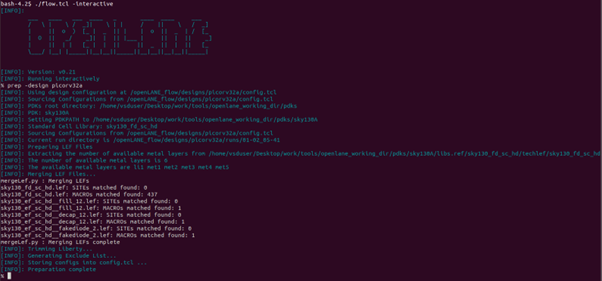 bash-4.2$ ./flow.tcl -interactive
[INFO]:
[INFO]: Version: v0.21
[INFO]: Running interactively
% prep -design picorv32a
[INFO]: Using design configuration at /openLANE_flow/designs/picorv32a/config.tcl
[INFO]: Sourcing Configurations from /openLANE_flow/designs/picorv32a/config.tcl
[INFO]: PDKs root directory: /home/vsduser/Desktop/work/tools/openlane_working_dir/pdks
[INFO]: PDK: sky130A
[INFO]: Setting PDKPATH to /home/vsduser/Desktop/work/tools/openlane_working_dir/pdks/sky130A
[INFO]: Standard Cell Library: sky130_fd_sc_hd
[INFO]: Sourcing Configurations from /openLANE_flow/designs/picorv32a/config.tcl
[INFO]: Current run directory is /openLANE_flow/designs/picorv32a/runs/01-02_03-41
[INFO]: Preparing LEF Files
[INFO]: Extracting the number of available metal layers from /home/vsduser/Desktop/work/tools/openlane_working_dir/pdks/sky130A/libs.ref/sky130_fd_sc_hd/techlef/sky130_fd_sc_hd
[INFO]: The number of available metal layers is 6
[INFO]: The available metal layers are li1 met1 met2 met3 met4 met5
[INFO]: Merging LEF Files...
mergeLef.py : Merging LEFs
sky130_fd_sc_hd.lef: SITEs matched found: 0
sky130_fd_sc_hd.lef: MACROs matched found: 437
sky130_ef_sc_hd__fill_12.lef: SITEs matched found: 0
sky130_ef_sc_hd__fill_12.lef: MACROs matched found: 1
sky130_ef_sc_hd__decap_12.lef: SITEs matched found: 0
sky130_ef_sc_hd__decap_12.lef: MACROs matched found: 1
sky130_ef_sc_hd__fakediode_2.lef: SITEs matched found: 0
sky130_ef_sc_hd__fakediode_2.lef: MACROs matched found: 1
mergeLef.py : Merging LEFs complete
[INFO]: Trimming Liberty...
[INFO]: Generating Exclude List...
[INFO]: Storing configs into config.tcl ...
[INFO]: Preparation complete
%